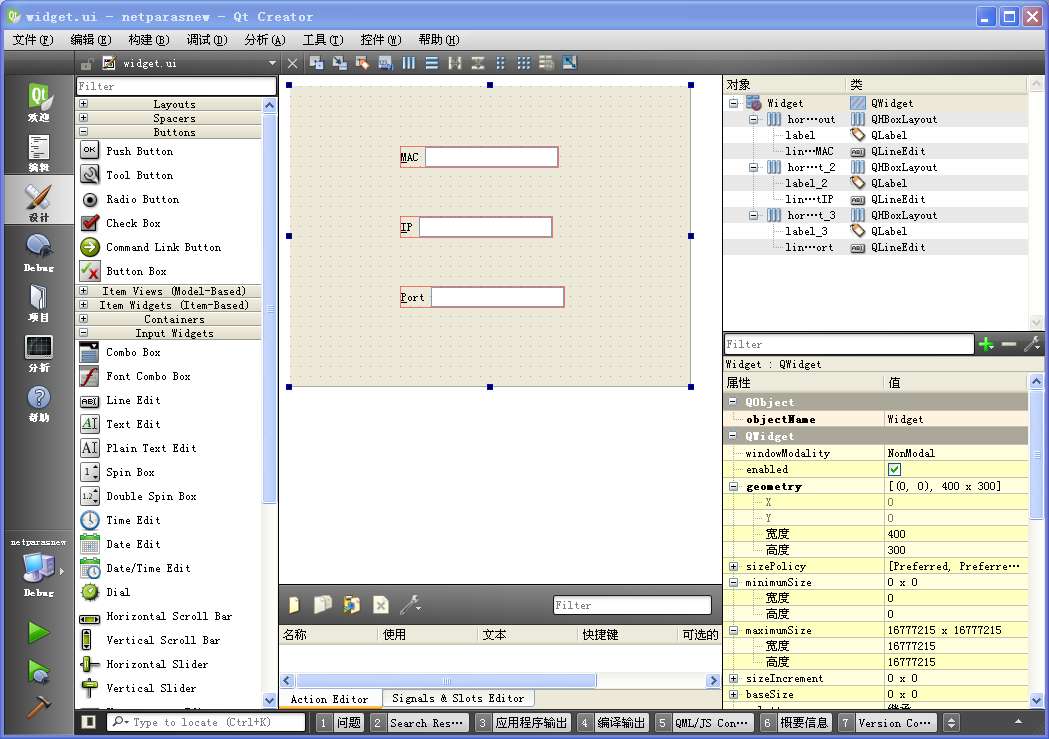 widget.ui - netparasnew - Qt Creator
文件(F) 编辑(E) 构建(B) 调试(D) 分析(A) 工具(T) 控件(W) 帮助(H)
widget.ui
欢迎
编辑
设计
Debug
项目
分析
帮助
netparasnew
Debug
Filter
Layouts
Spacers
Buttons
OK Push Button
Tool Button
Radio Button
Check Box
Command Link Button
Button Box
Item Views (Model-Based)
Item Widgets (Item-Based)
Containers
Input Widgets
Combo Box
Font Combo Box
ABI Line Edit
AI Text Edit
AI Plain Text Edit
1 Spin Box
1.2 Double Spin Box
Time Edit
Date Edit
Date/Time Edit
Dial
Horizontal Scroll Bar
Vertical Scroll Bar
Horizontal Slider
Vertical Slider
MAC
IP
Port
Filter
名称 使用 文本 快捷键 可选的
Action Editor Signals & Slots Editor
对象 类
Widget QWidget
hor…out QHBoxLayout
label QLabel
lin…MAC QLineEdit
hor…t_2 QHBoxLayout
label_2 QLabel
lin…tIP QLineEdit
hor…t_3 QHBoxLayout
label_3 QLabel
lin…ort QLineEdit
Filter
Widget : QWidget
属性 值
QObject
objectName Widget
QWidget
windowModality NonModal
enabled
geometry [(0, 0), 400 x 300]
X 0
Y 0
宽度 400
高度 300
sizePolicy [Preferred, Preferre…
minimumSize 0 x 0
宽度 0
高度 0
maximumSize 16777215 x 16777215
宽度 16777215
高度 16777215
sizeIncrement 0 x 0
baseSize 0 x 0
Type to locate (Ctrl+K) 1 问题 2 Search Res… 3 应用程序输出 4 编译输出 5 QML/JS Con… 6 概要信息 7 Version Co…